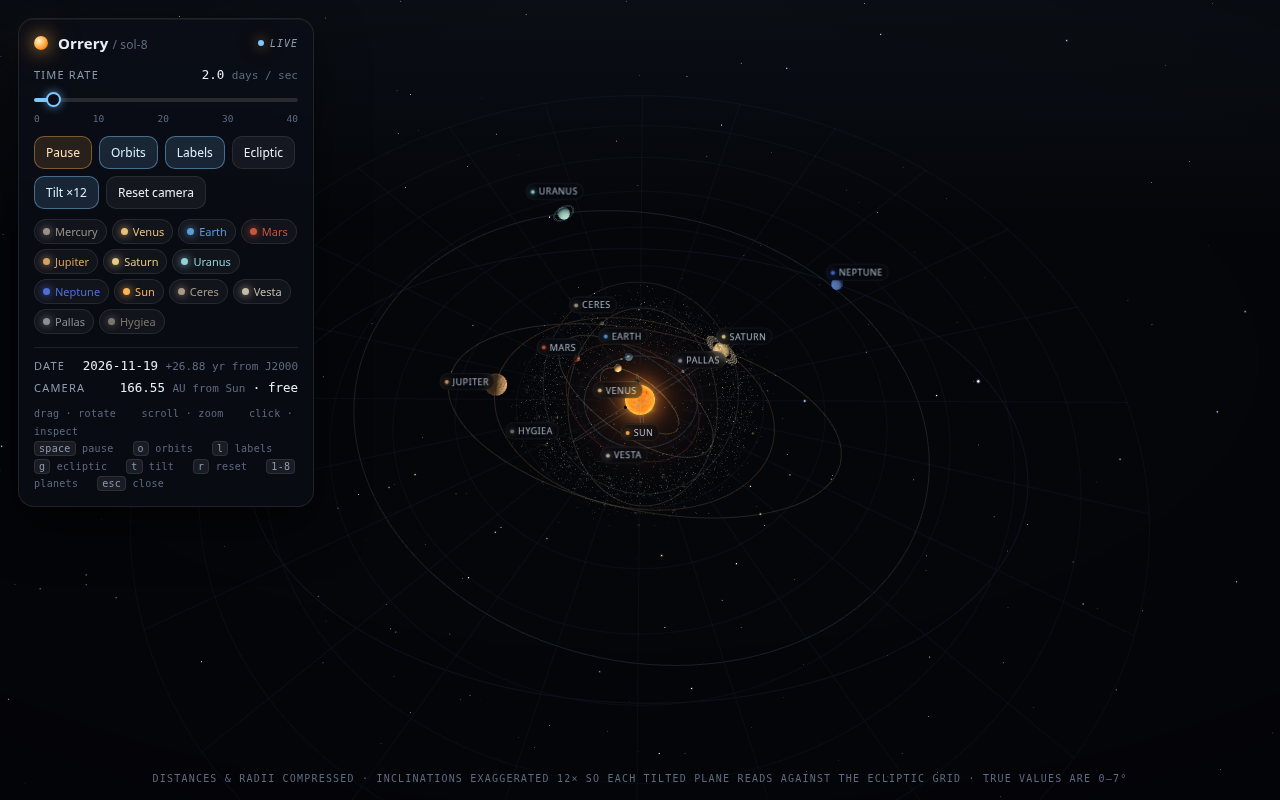 Orrery / sol-8 LIVE
TIME RATE 2.0 days / sec
0 10 20 30 40
Pause Orbits Labels Ecliptic
Tilt ×12 Reset camera
Mercury Venus Earth Mars
Jupiter Saturn Uranus
Neptune Sun Ceres Vesta
Pallas Hygiea
DATE 2026-11-19 +26.88 yr from J2000
CAMERA 166.55 AU from Sun · free
drag · rotate scroll · zoom click ·
inspect
space pause o orbits l labels
g ecliptic t tilt r reset 1-8
planets esc close
URANUS
NEPTUNE
CERES
EARTH
SATURN
MARS
PALLAS
JUPITER
VENUS
HYGIEA
SUN
VESTA
DISTANCES & RADII COMPRESSED · INCLINATIONS EXAGGERATED 12× SO EACH TILTED PLANE READS AGAINST THE ECLIPTIC GRID · TRUE VALUES ARE 0–7°